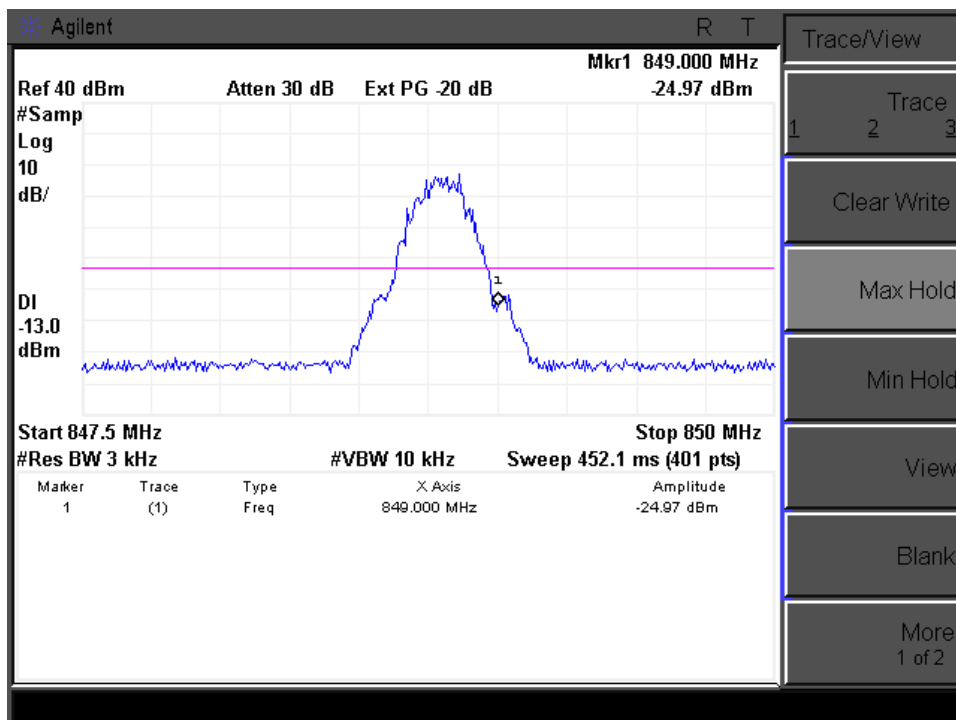 Agilent R T
Mkr1 849.000 MHz
Ref 40 dBm Atten 30 dB Ext PG -20 dB -24.97 dBm
#Samp
Log
10
dB/
1
DI
-13.0
dBm
Start 847.5 MHz Stop 850 MHz
#Res BW 3 kHz #VBW 10 kHz Sweep 452.1 ms (401 pts)
Marker Trace Type X Axis Amplitude
1 (1) Freq 849.000 MHz -24.97 dBm
Trace/View
Trace
1 2 3
Clear Write
Max Hold
Min Hold
View
Blank
More
1 of 2